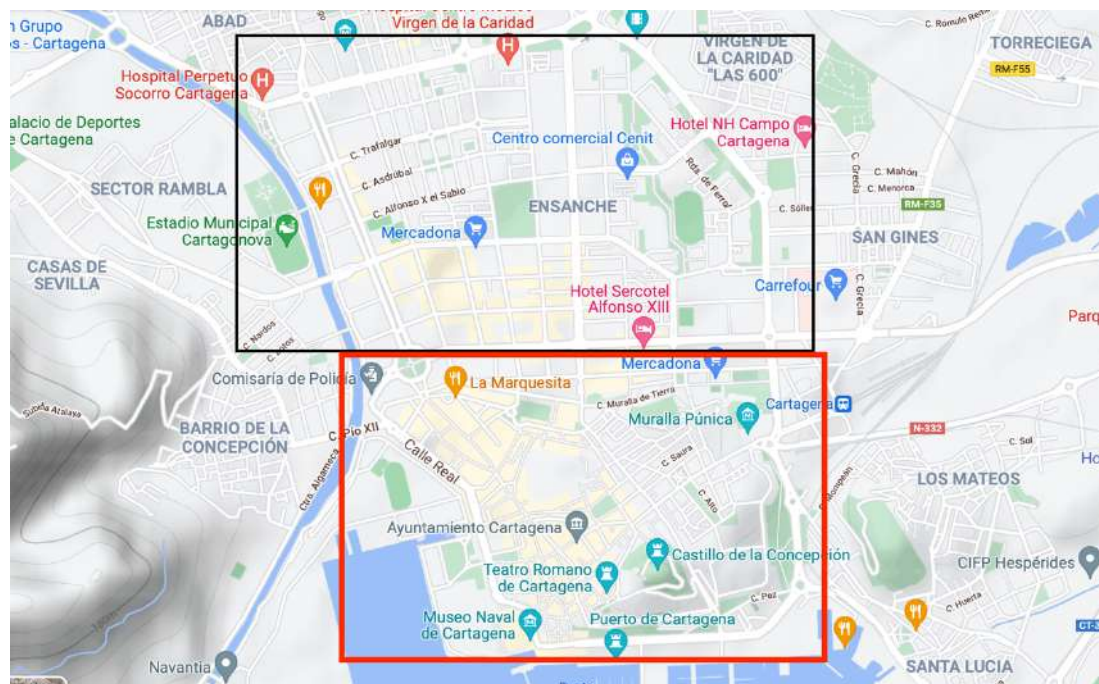 n Grupo
os - Cartagena
ABAD
Virgen de la Caridad
VIRGEN DE
LA CARIDAD
"LAS 600"
C. Rómulo
TORRECIEGA
RM-F55
Hospital Perpetuo
Socorro Cartagena
alacio de Deportes
e Cartagena
C. Trafalgar
Centro comercial Cenit
Hotel NH Campo
Cartagena
C. Asdrúbal
Rda. de Ferrol
C. Grecia
C. Mahón
C. Menorca
SECTOR RAMBLA
C. Alfonso X el Sabio
ENSANCHE
C. Sóller
RM-F35
Estadio Municipal
Cartagonova
Mercadona
SAN GINES
CASAS DE
SEVILLA
Hotel Sercotel
Alfonso XIII
Carrefour
C. Grecia
Parq
C. Nardos
C. Lotos
Comisaría de Policía
La Marquesita
Mercadona
C. Muralla de Tierra
Cartagena
Muralla Púnica
Subida Atalaya
BARRIO DE LA
CONCEPCIÓN
C. Pío XII
Calle Real
N-332
C. Sol
Ctra. Algameca
C. Saura
Ho
LOS MATEOS
C. Alto
Ayuntamiento Cartagena
Castillo de la Concepción
Teatro Romano
de Cartagena
CIFP Hespérides
C. Paz
C. Huerta
Museo Naval
de Cartagena
Puerto de Cartagena
CT-3
Navantia
SANTA LUCIA